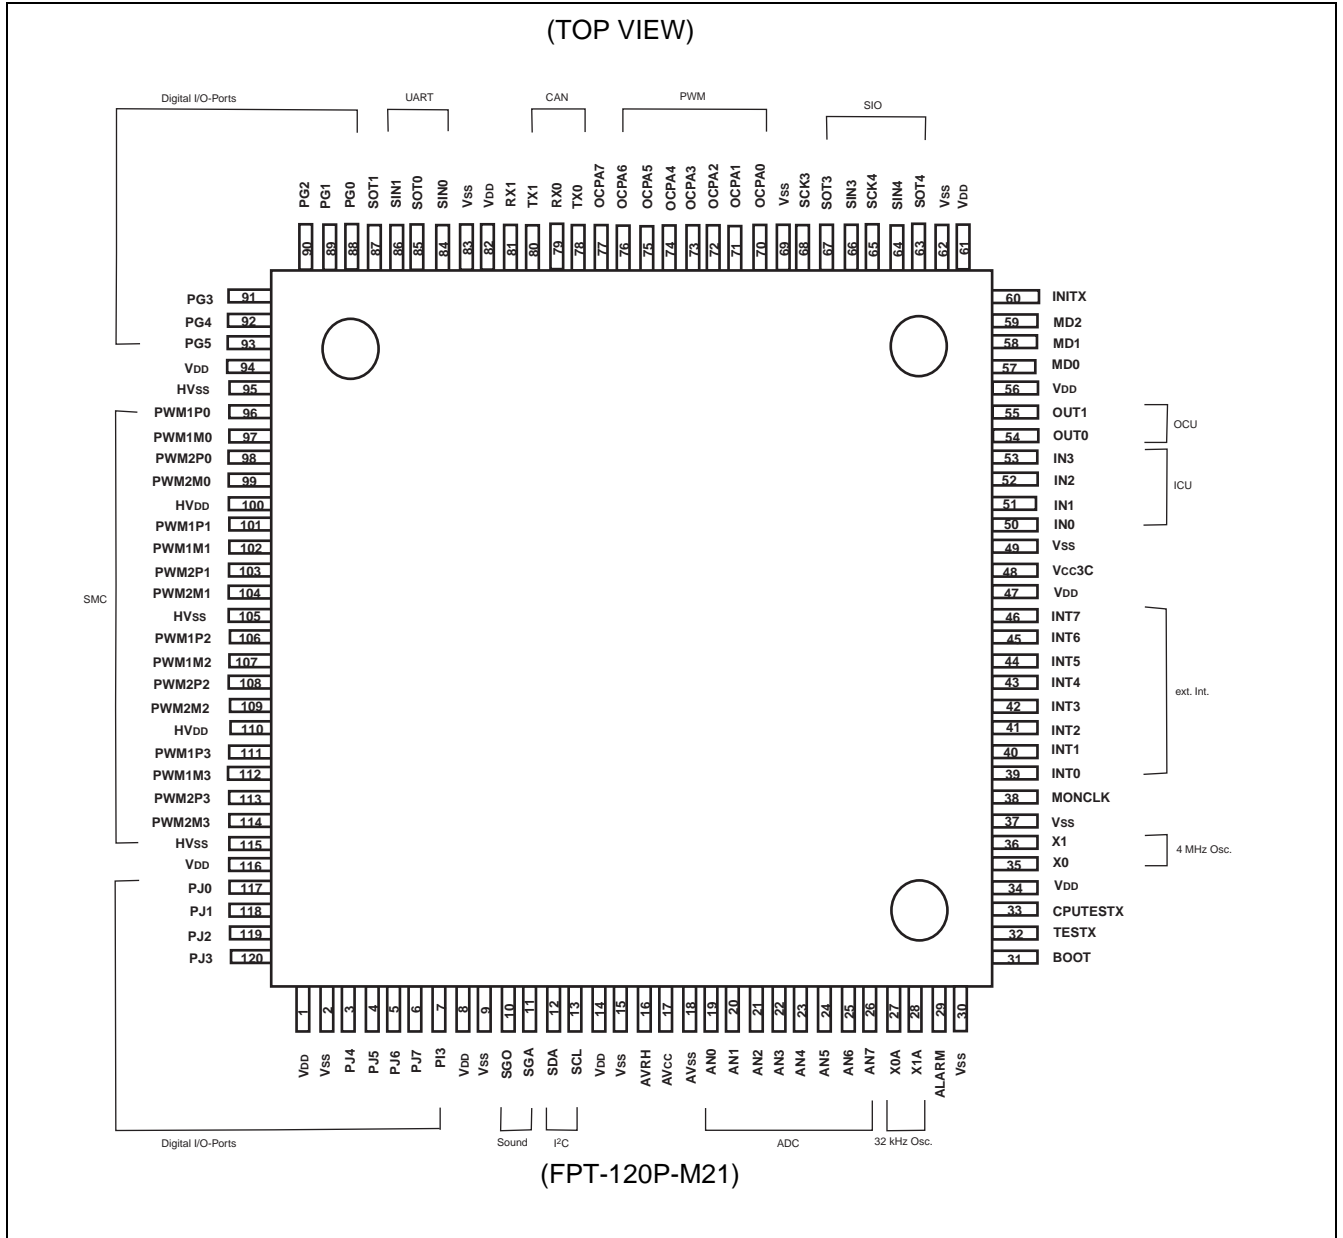 (TOP VIEW)
Digital I/O-Ports
UART
CAN
PWM
SIO
PG2 PG1 PG0 SOT1 SIN1 SOT0 SIN0 VSS VDD RX1 TX1 RX0 TX0 OCPA7 OCPA6 OCPA5 OCPA4 OCPA3 OCPA2 OCPA1 OCPA0 VSS SCK3 SOT3 SIN3 SCK4 SIN4 SOT4 VSS VDD
90 89 88 87 86 85 84 83 82 81 80 79 78 77 76 75 74 73 72 71 70 69 68 67 66 65 64 63 62 61
PG3 91
PG4 92
PG5 93
VDD 94
HVSS 95
PWM1P0 96
PWM1M0 97
PWM2P0 98
PWM2M0 99
HVDD 100
PWM1P1 101
PWM1M1 102
PWM2P1 103
PWM2M1 104
SMC
HVSS 105
PWM1P2 106
PWM1M2 107
PWM2P2 108
PWM2M2 109
HVDD 110
PWM1P3 111
PWM1M3 112
PWM2P3 113
PWM2M3 114
HVSS 115
VDD 116
PJ0 117
PJ1 118
PJ2 119
PJ3 120
60 INITX
59 MD2
58 MD1
57 MD0
56 VDD
55 OUT1
OCU
54 OUT0
53 IN3
52 IN2
ICU
51 IN1
50 IN0
49 VSS
48 VCC3C
47 VDD
46 INT7
45 INT6
44 INT5
43 INT4
ext. Int.
42 INT3
41 INT2
40 INT1
39 INT0
38 MONCLK
37 VSS
36 X1
4 MHz Osc.
35 X0
34 VDD
33 CPUTESTX
32 TESTX
31 BOOT
1 2 3 4 5 6 7 8 9 10 11 12 13 14 15 16 17 18 19 20 21 22 23 24 25 26 27 28 29 30
VDD VSS PJ4 PJ5 PJ6 PJ7 PI3 VDD VSS SGO SGA SDA SCL VDD VSS AVRH AVCC AVSS AN0 AN1 AN2 AN3 AN4 AN5 AN6 AN7 X0A X1A ALARM VSS
Digital I/O-Ports
Sound
I²C
ADC
32 kHz Osc.
(FPT-120P-M21)